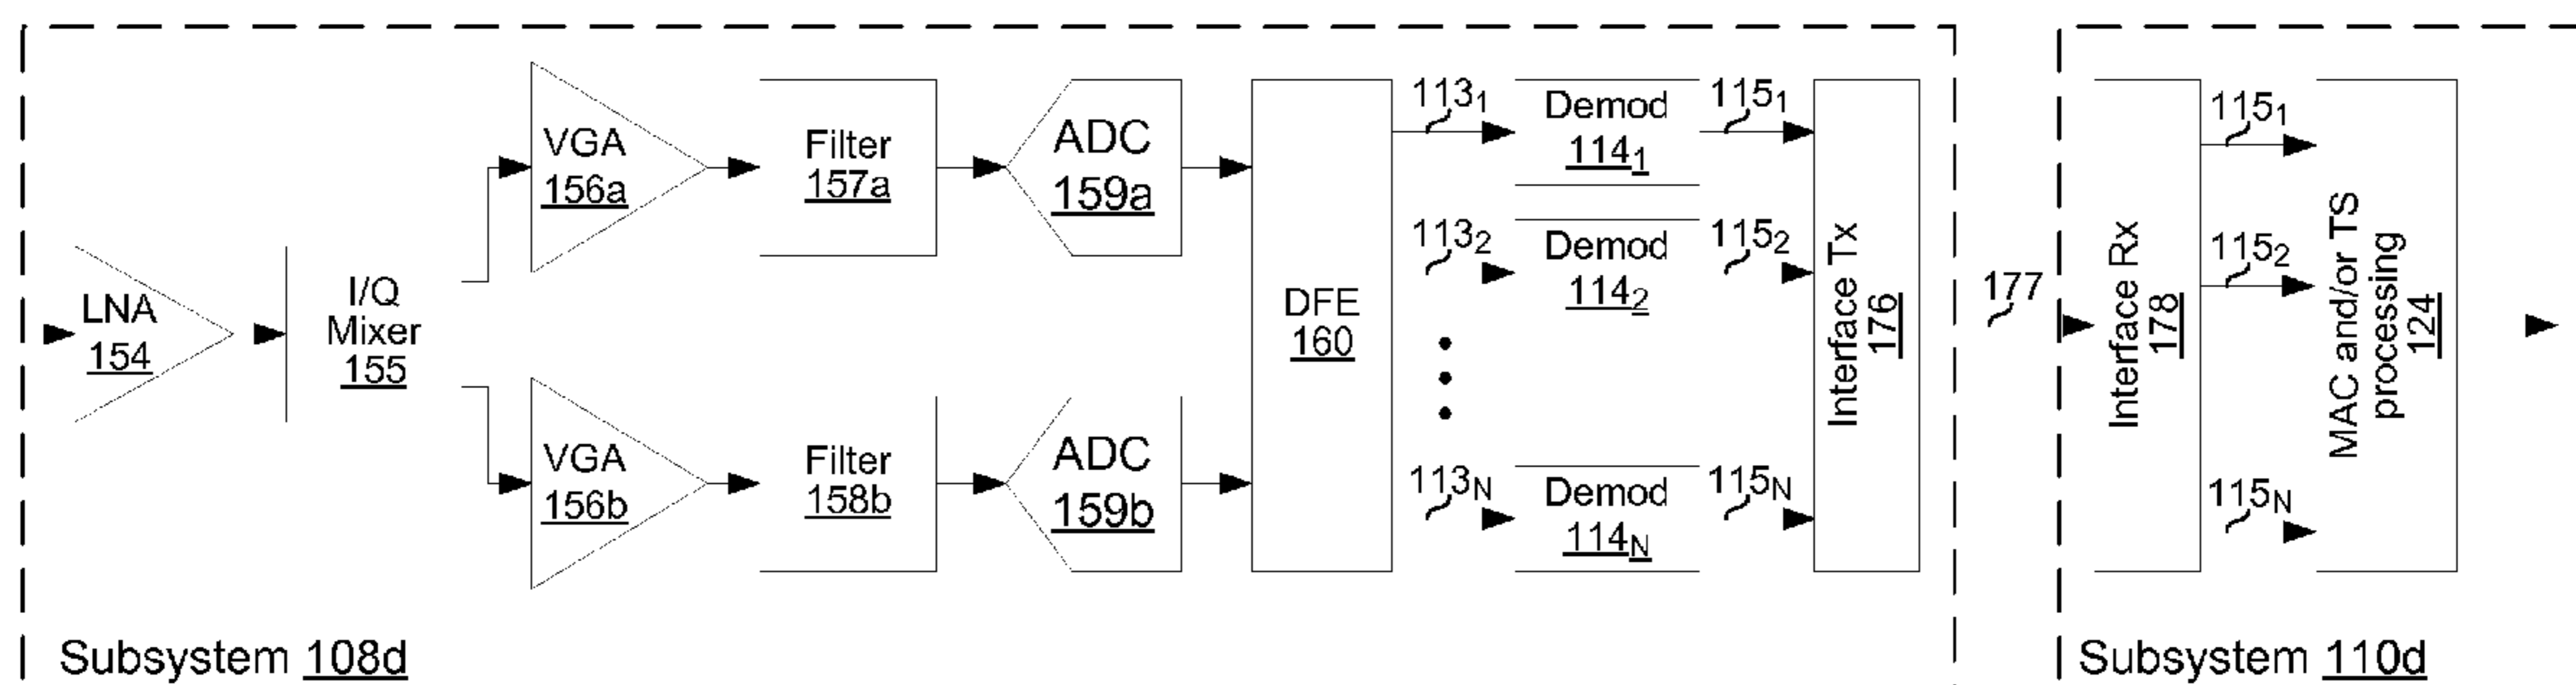 LNA
154
I/Q
Mixer
155
VGA
156a
Filter
157a
ADC
159a
VGA
156b
Filter
158b
ADC
159b
DFE
160
113₁
Demod
114₁
115₁
113₂
Demod
114₂
115₂
113N
Demod
114N
115N
Interface Tx
176
177
Interface Rx
178
115₁
115₂
115N
MAC and/or TS
processing
124
Subsystem 108d
Subsystem 110d